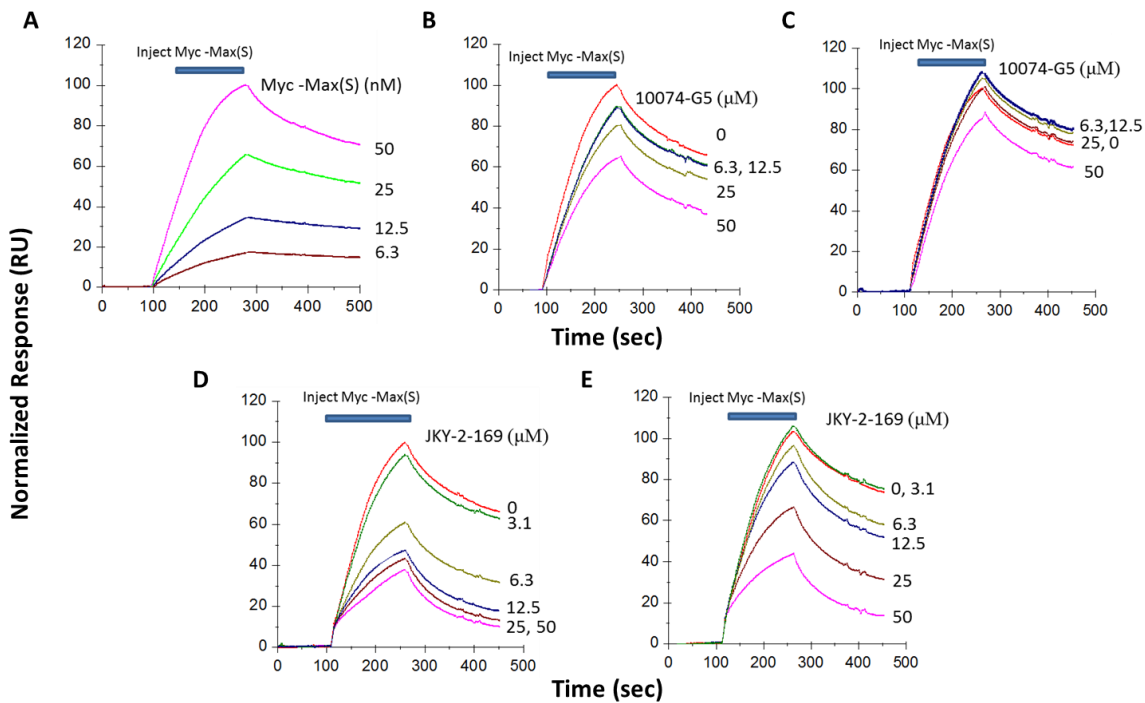 A
Inject Myc -Max(S)
Myc -Max(S) (nM)
120
100
80
60
40
20
0
50
25
12.5
6.3
0 100 200 300 400 500
B
Inject Myc -Max(S)
10074-G5 (μM)
120
100
80
60
40
20
0
0
6.3, 12.5
25
50
0 100 200 300 400 500
C
Inject Myc -Max(S)
10074-G5 (μM)
120
100
80
60
40
20
0
6.3,12.5
25, 0
50
0 100 200 300 400 500
Time (sec)
Normalized Response (RU)
D
Inject Myc -Max(S)
JKY-2-169 (μM)
120
100
80
60
40
20
0
0
3.1
6.3
12.5
25, 50
0 100 200 300 400 500
E
Inject Myc -Max(S)
JKY-2-169 (μM)
120
100
80
60
40
20
0
0, 3.1
6.3
12.5
25
50
0 100 200 300 400 500
Time (sec)